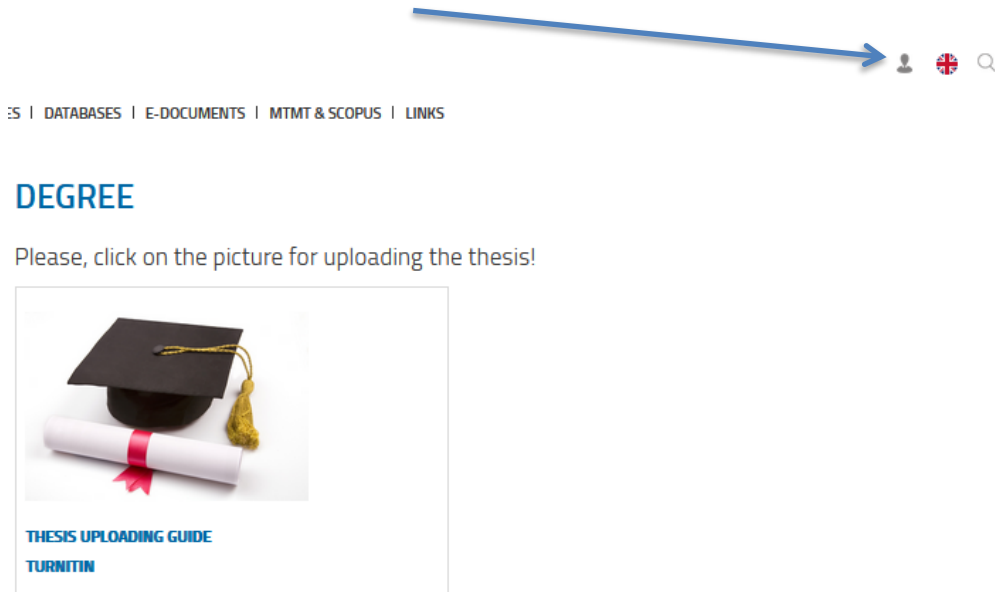 ES | DATABASES | E-DOCUMENTS | MTMT & SCOPUS | LINKS
DEGREE
Please, click on the picture for uploading the thesis!
THESIS UPLOADING GUIDE
TURNITIN